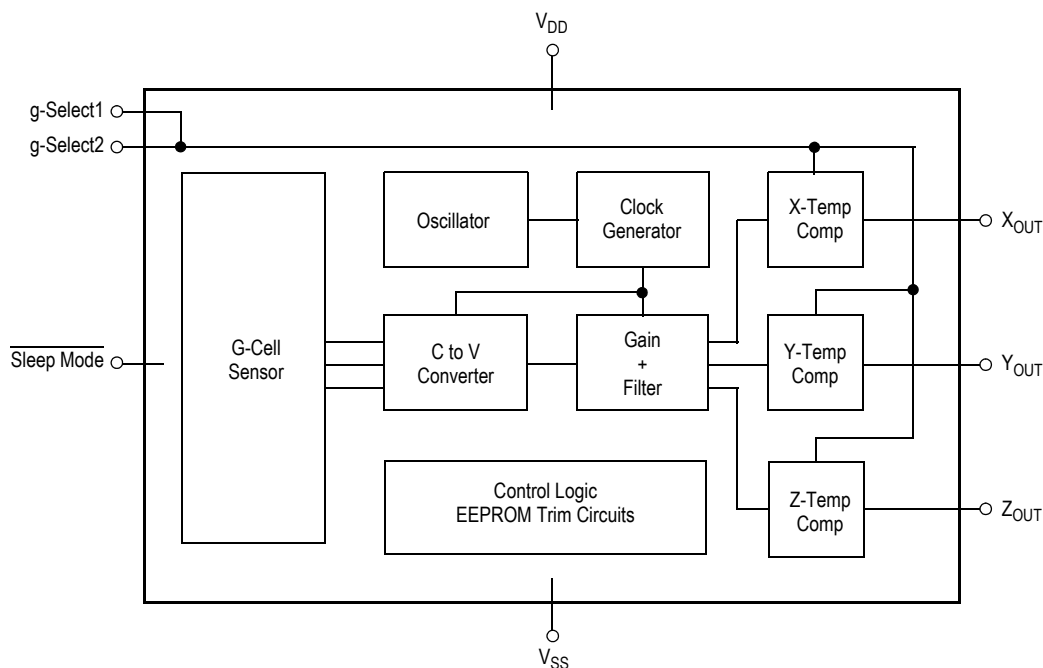 VDD
g-Select1
g-Select2
Oscillator
Clock
Generator
X-Temp
Comp
XOUT
Sleep Mode
G-Cell
Sensor
C to V
Converter
Gain
+
Filter
Y-Temp
Comp
YOUT
Control Logic
EEPROM Trim Circuits
Z-Temp
Comp
ZOUT
VSS